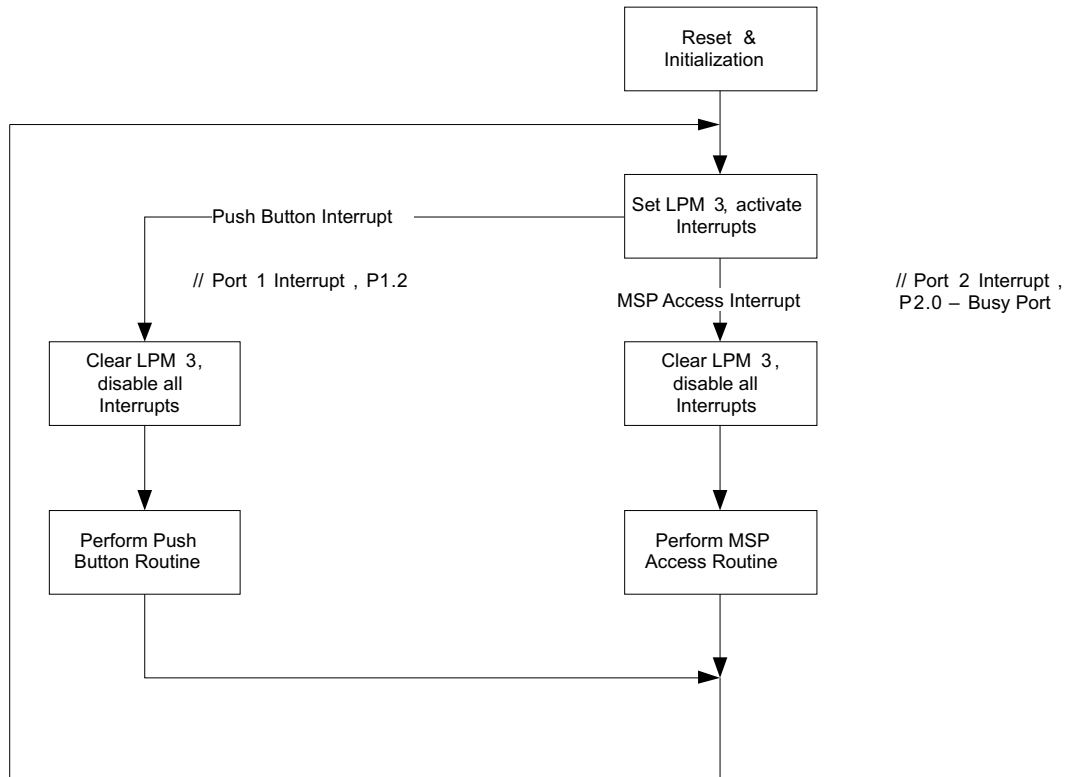 Reset &
Initialization
Set LPM 3, activate
Interrupts
Push Button Interrupt
// Port 1 Interrupt , P1.2
MSP Access Interrupt
// Port 2 Interrupt ,
P2.0 – Busy Port
Clear LPM 3,
disable all
Interrupts
Clear LPM 3,
disable all
Interrupts
Perform Push
Button Routine
Perform MSP
Access Routine